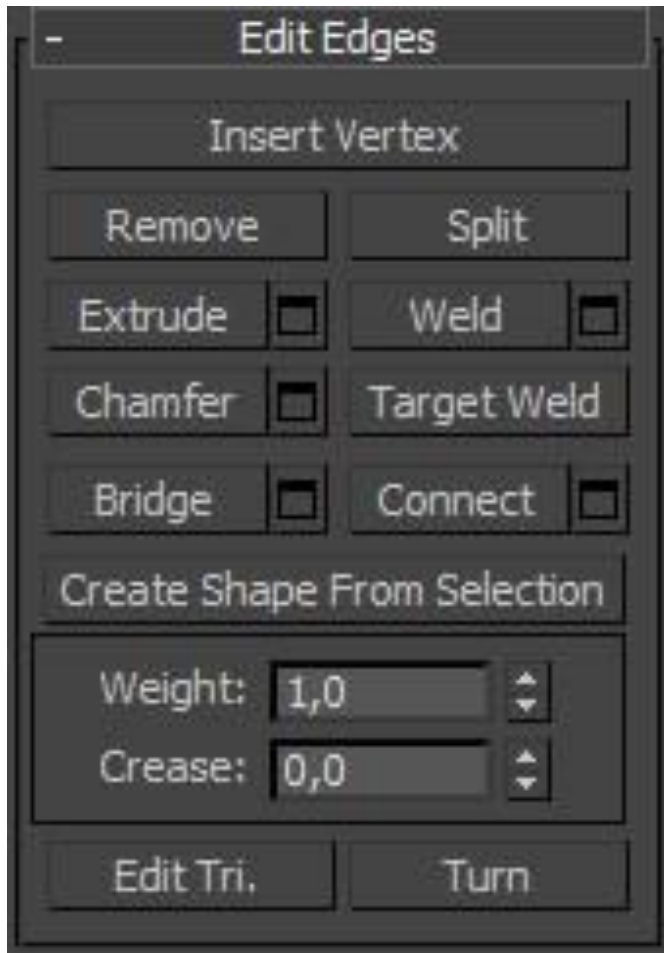 - Edit Edges
Insert Vertex
Remove Split
Extrude Weld
Chamfer Target Weld
Bridge Connect
Create Shape From Selection
Weight: 1,0
Crease: 0,0
Edit Tri. Turn